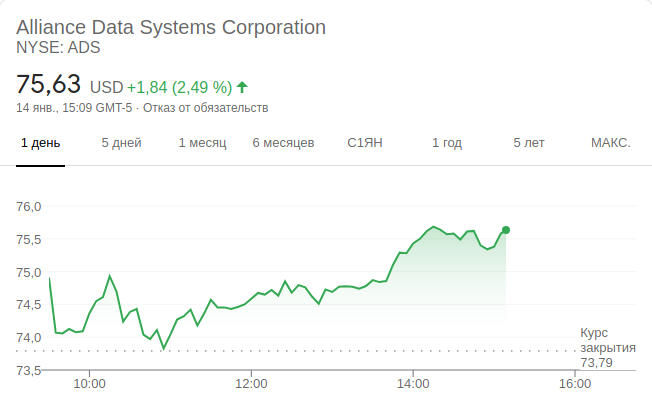 Alliance Data Systems Corporation
NYSE: ADS
75,63 USD +1,84 (2,49 %)
14 янв., 15:09 GMT-5 · Отказ от обязательств
1 день 5 дней 1 месяц 6 месяцев С1ЯН 1 год 5 лет МАКС.
76,0
75,5
75,0
74,5
74,0
73,5
Курс
закрытия
73,79
10:00 12:00 14:00 16:00